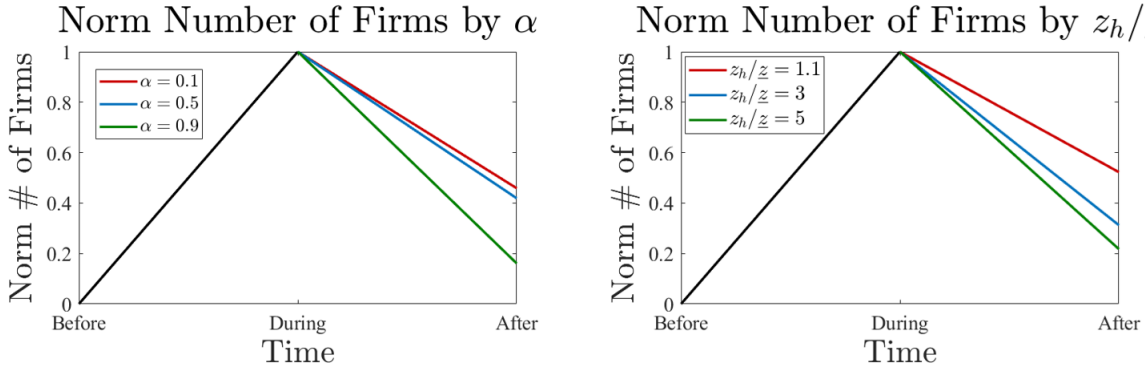 Norm Number of Firms by α
1
0.8
0.6
0.4
0.2
0
Norm # of Firms
α = 0.1
α = 0.5
α = 0.9
Before
During
After
Time
Norm Number of Firms by z_h/
1
0.8
0.6
0.4
0.2
0
Norm # of Firms
z_h/z̲ = 1.1
z_h/z̲ = 3
z_h/z̲ = 5
Before
During
After
Time